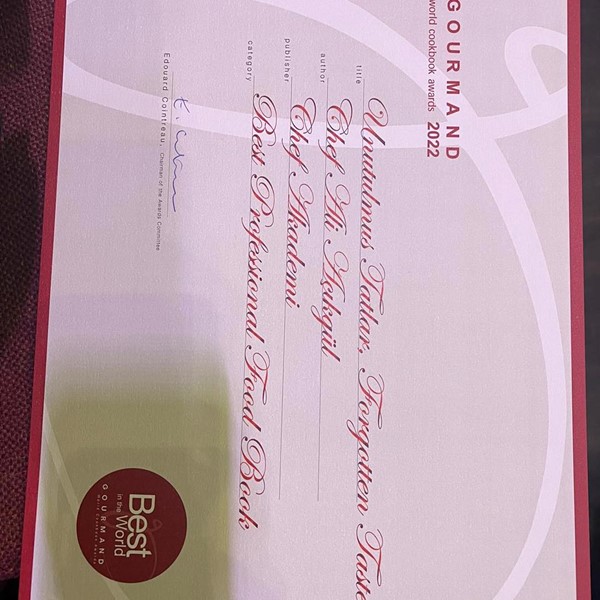 GOURMAND
world cookbook awards 2022
title Unutulmuş Tatlar, Forgotten Taste
author Chef Ali Açıkgül
publisher Chef Akademi
category Best Professional Food Book
Edouard Cointreau, Chairman of the Awards Committee
Best
in the World
GOURMAND